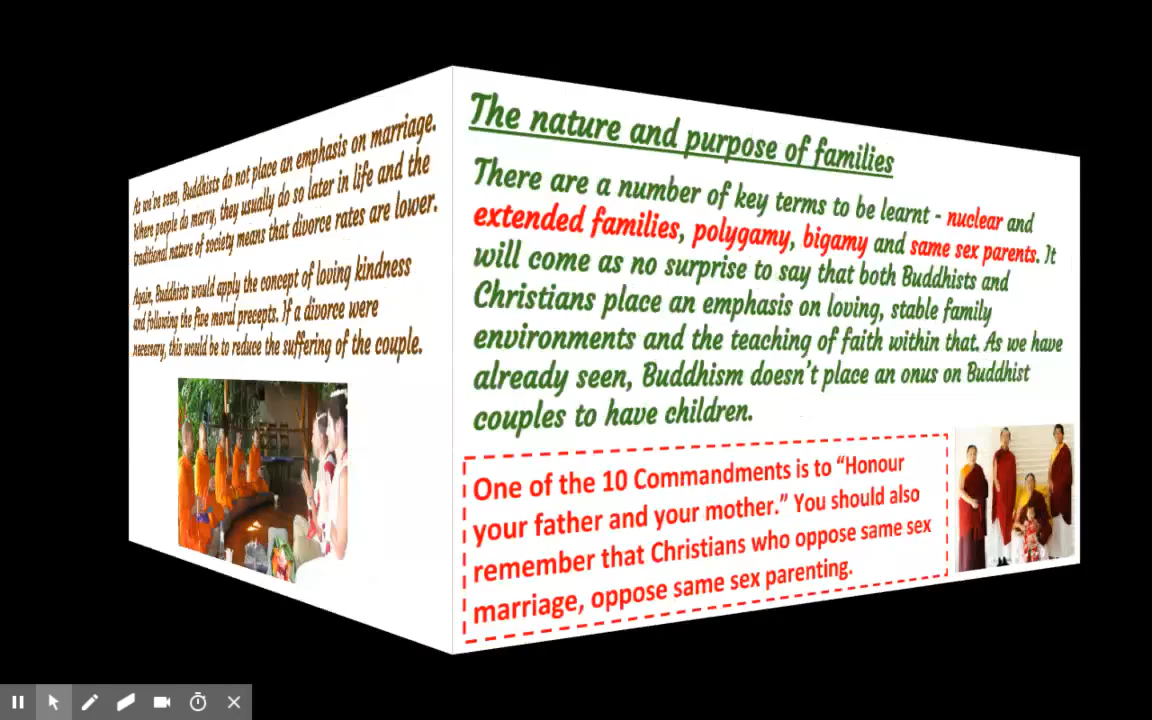 As we've seen, Buddhists do not place an emphasis on marriage.
Where people do marry, they usually do so later in life and the
traditional nature of society means that divorce rates are lower.
Again, Buddhists would apply the concept of loving kindness
and following the five moral precepts. If a divorce were
necessary, this would be to reduce the suffering of the couple.
The nature and purpose of families
There are a number of key terms to be learnt - nuclear and
extended families, polygamy, bigamy and same sex parents. It
will come as no surprise to say that both Buddhists and
Christians place an emphasis on loving, stable family
environments and the teaching of faith within that. As we have
already seen, Buddhism doesn't place an onus on Buddhist
couples to have children.
One of the 10 Commandments is to “Honour
your father and your mother.” You should also
remember that Christians who oppose same sex
marriage, oppose same sex parenting.